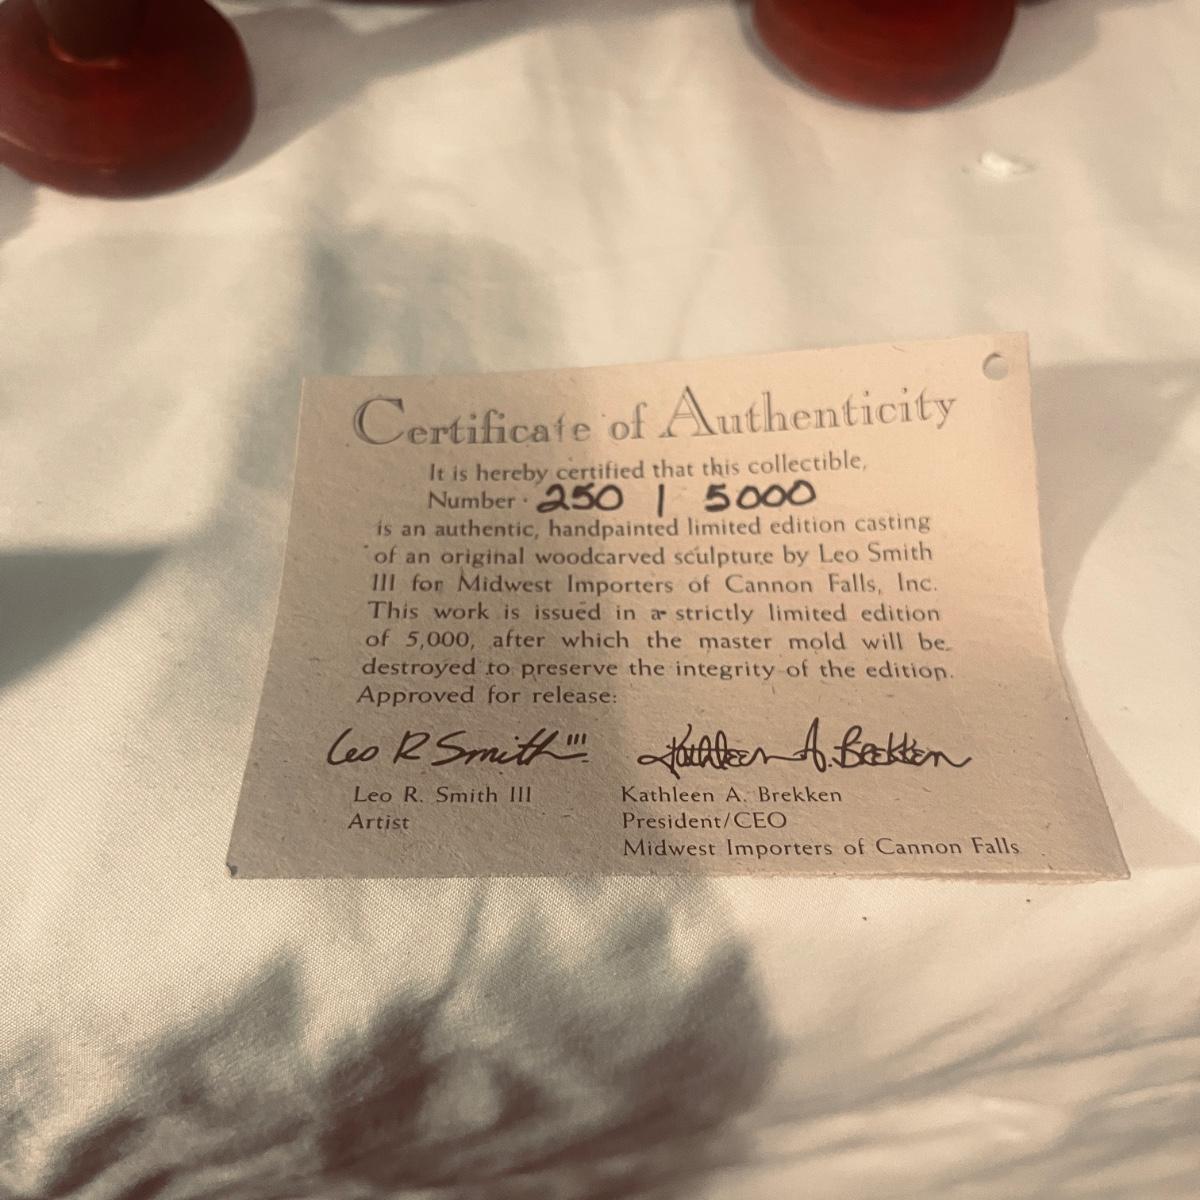 Certificate of Authenticity
It is hereby certified that this collectible,
Number · 250 | 5000
is an authentic, handpainted limited edition casting
of an original woodcarved sculpture by Leo Smith
III for Midwest Importers of Cannon Falls, Inc.
This work is issued in a strictly limited edition
of 5,000, after which the master mold will be
destroyed to preserve the integrity of the edition.
Approved for release:
Leo R Smith III Kathleen A. Brekken
Leo R. Smith III Kathleen A. Brekken
Artist President/CEO
Midwest Importers of Cannon Falls